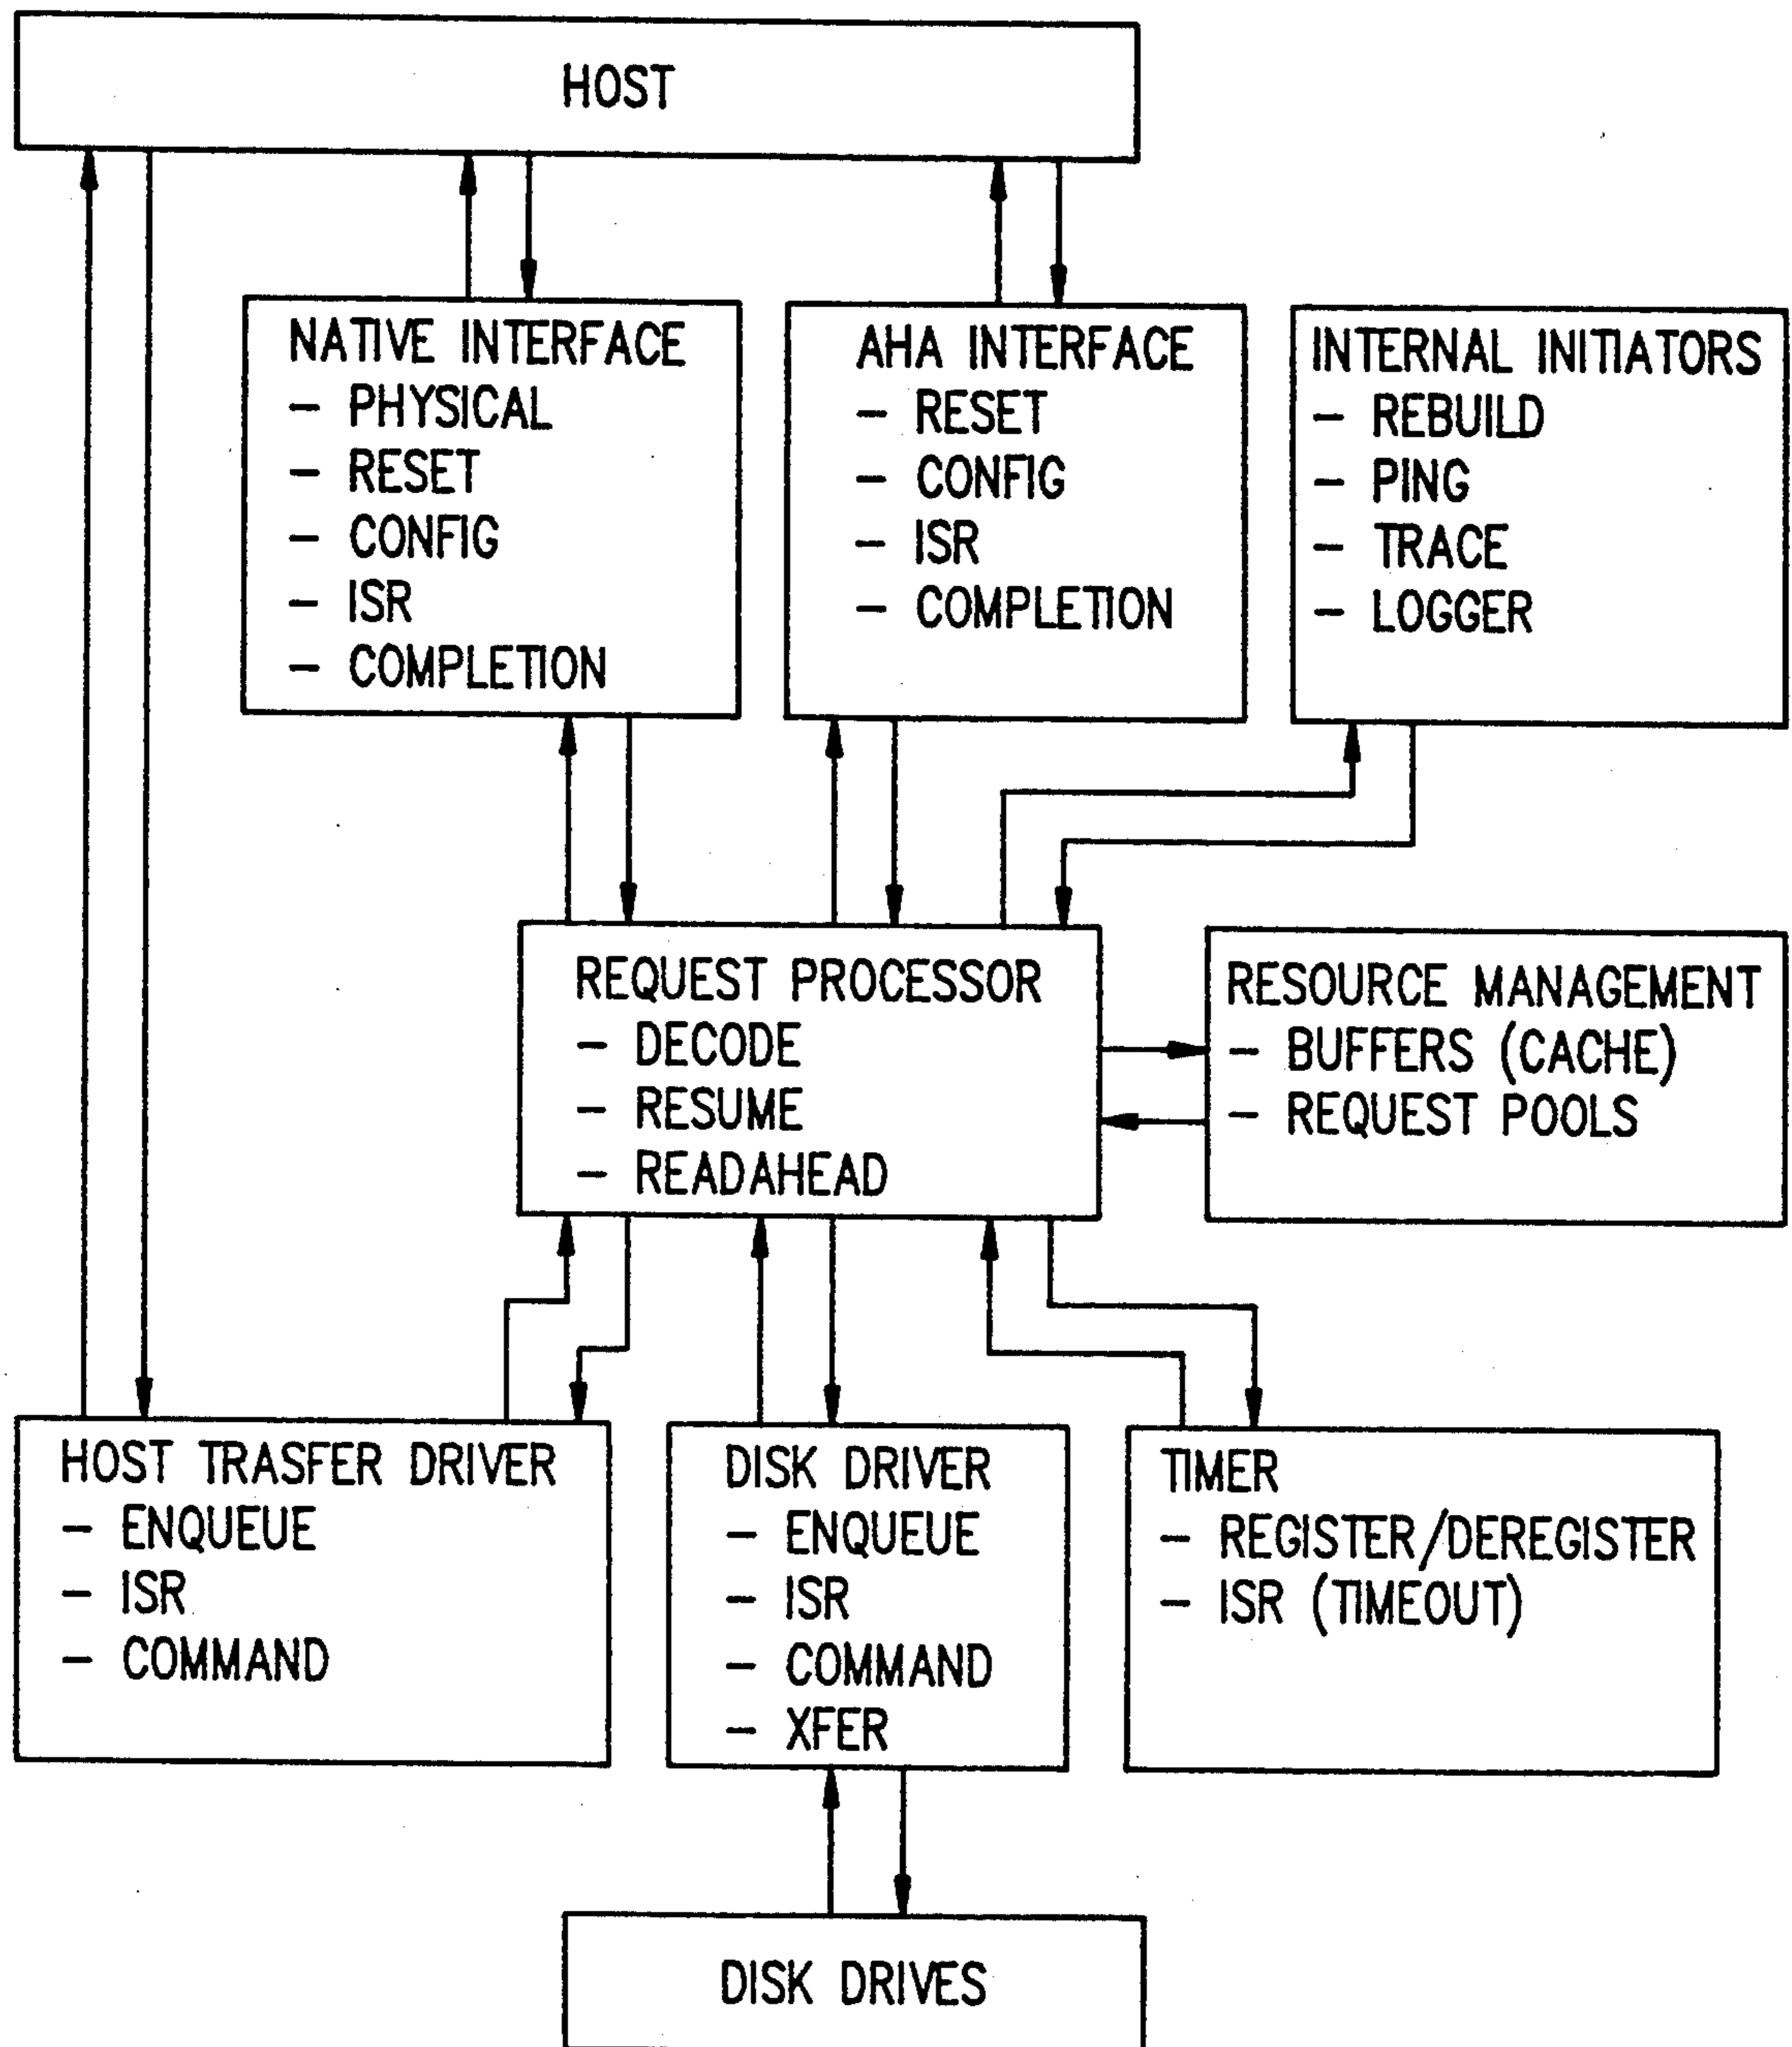 HOST
NATIVE INTERFACE
- PHYSICAL
- RESET
- CONFIG
- ISR
- COMPLETION
AHA INTERFACE
- RESET
- CONFIG
- ISR
- COMPLETION
INTERNAL INITIATORS
- REBUILD
- PING
- TRACE
- LOGGER
REQUEST PROCESSOR
- DECODE
- RESUME
- READAHEAD
RESOURCE MANAGEMENT
- BUFFERS (CACHE)
- REQUEST POOLS
HOST TRASFER DRIVER
- ENQUEUE
- ISR
- COMMAND
DISK DRIVER
- ENQUEUE
- ISR
- COMMAND
- XFER
TIMER
- REGISTER/DEREGISTER
- ISR (TIMEOUT)
DISK DRIVES